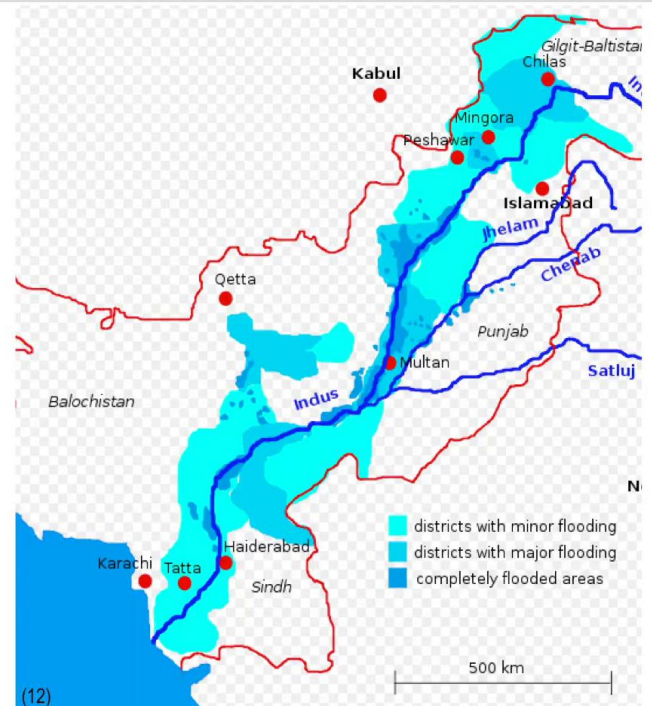 Gilgit-Baltistan
Chilas
Kabul
Mingora
Peshawar
Islamabad
Jhelam
Chenab
Qetta
Punjab
Multan
Satluj
Balochistan
Indus
districts with minor flooding
Haiderabad
districts with major flooding
Karachi
Tatta
completely flooded areas
Sindh
500 km
(12)